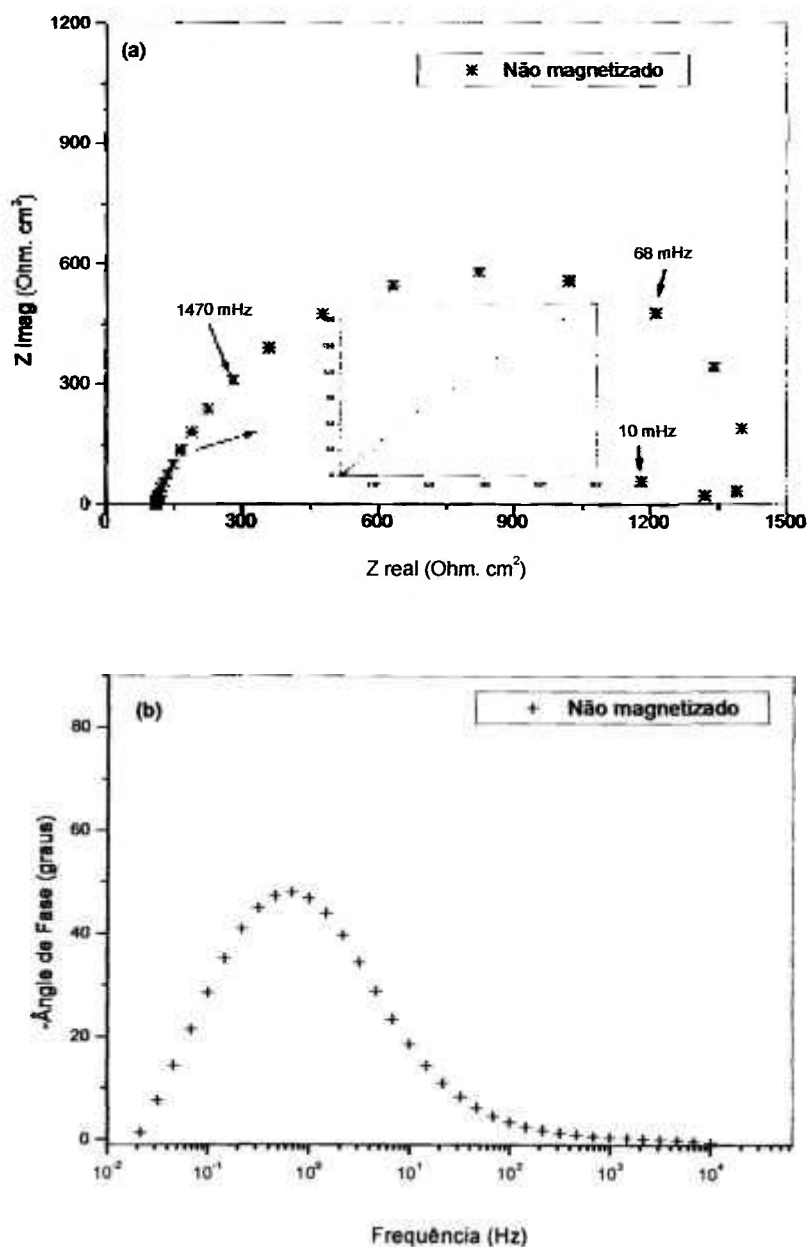 1200
(a)
Não magnetizado
900
Z Imag (Ohm. cm²)
600
68 mHz
1470 mHz
300
10 mHz
0
0 300 600 900 1200 1500
Z real (Ohm. cm²)
(b)
Não magnetizado
80
60
-Ângle de Fase (graus)
40
20
0
10⁻² 10⁻¹ 10⁰ 10¹ 10² 10³ 10⁴
Frequência (Hz)